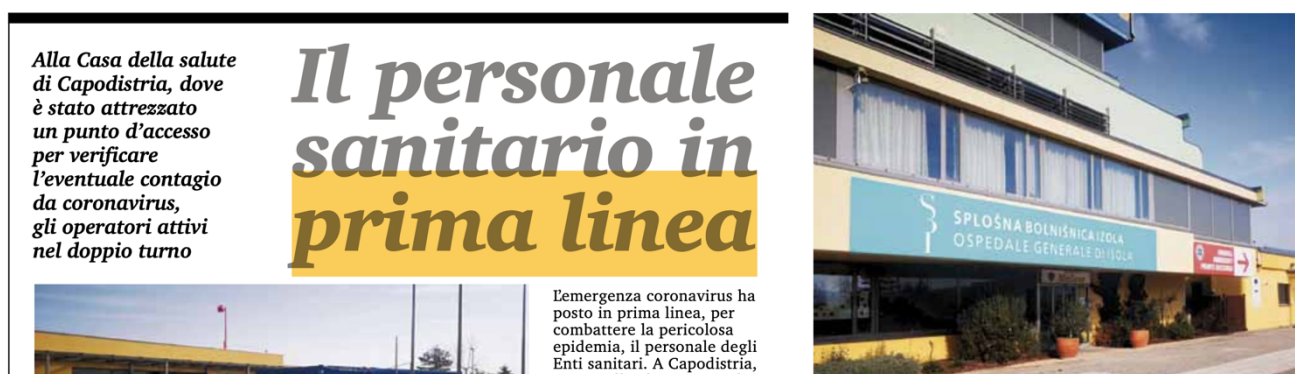 Alla Casa della salute
di Capodistria, dove
è stato attrezzato
un punto d’accesso
per verificare
l’eventuale contagio
da coronavirus,
gli operatori attivi
nel doppio turno
Il personale
sanitario in
prima linea
L’emergenza coronavirus ha
posto in prima linea, per
combattere la pericolosa
epidemia, il personale degli
Enti sanitari. A Capodistria,
SBI
SPLOŠNA BOLNIŠNICA IZOLA
OSPEDALE GENERALE DI ISOLA